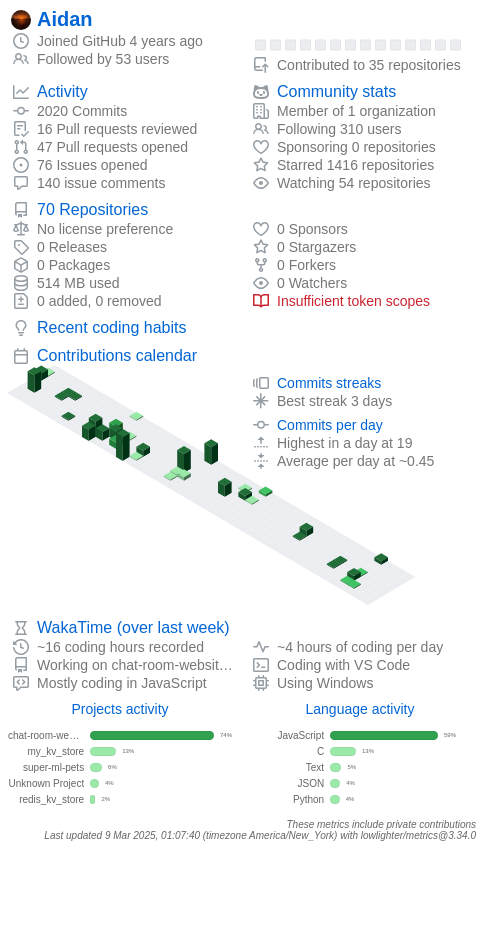 Aidan
Joined GitHub 4 years ago
Followed by 53 users
Contributed to 35 repositories
Activity
2020 Commits
16 Pull requests reviewed
47 Pull requests opened
76 Issues opened
140 issue comments
Community stats
Member of 1 organization
Following 310 users
Sponsoring 0 repositories
Starred 1416 repositories
Watching 54 repositories
70 Repositories
No license preference
0 Releases
0 Packages
514 MB used
0 added, 0 removed
0 Sponsors
0 Stargazers
0 Forkers
0 Watchers
Insufficient token scopes
Recent coding habits
Contributions calendar
Commits streaks
Best streak 3 days
Commits per day
Highest in a day at 19
Average per day at ~0.45
WakaTime (over last week)
~16 coding hours recorded
Working on chat-room-websit…
Mostly coding in JavaScript
~4 hours of coding per day
Coding with VS Code
Using Windows
Projects activity
chat-room-we… 74%
my_kv_store 13%
super-ml-pets 6%
Unknown Project 4%
redis_kv_store 2%
Language activity
JavaScript 59%
C 13%
Text 5%
JSON 4%
Python 4%
These metrics include private contributions
Last updated 9 Mar 2025, 01:07:40 (timezone America/New_York) with lowlighter/metrics@3.34.0